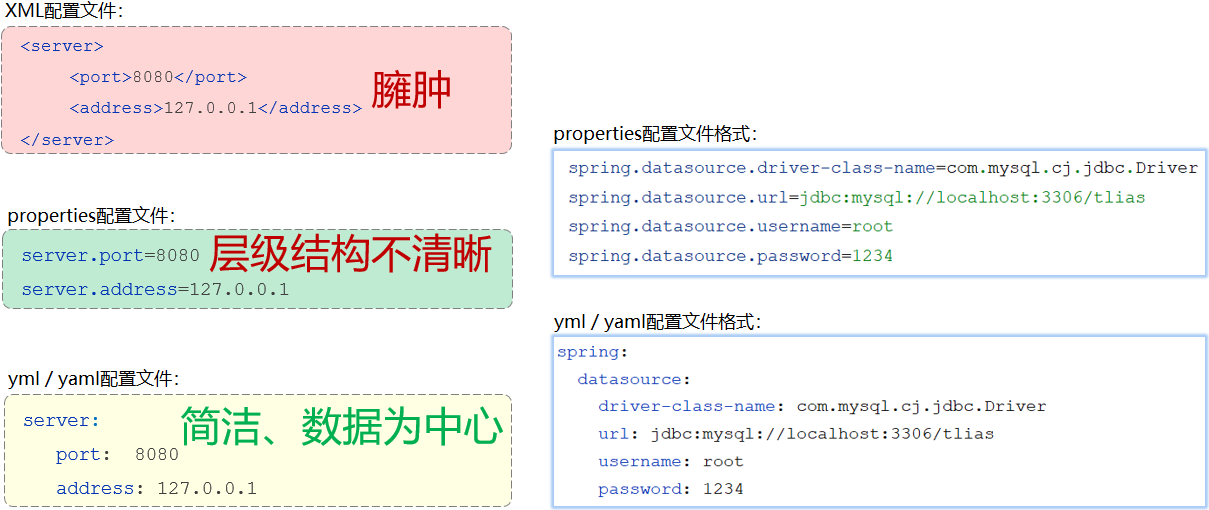 XML配置文件：
<server>
<port>8080</port>
<address>127.0.0.1</address>
</server>
臃肿
properties配置文件：
server.port=8080
server.address=127.0.0.1
层级结构不清晰
yml / yaml配置文件：
server:
port:  8080
address: 127.0.0.1
简洁、数据为中心
properties配置文件格式：
spring.datasource.driver-class-name=com.mysql.cj.jdbc.Driver
spring.datasource.url=jdbc:mysql://localhost:3306/tlias
spring.datasource.username=root
spring.datasource.password=1234
yml / yaml配置文件格式：
spring:
datasource:
driver-class-name: com.mysql.cj.jdbc.Driver
url: jdbc:mysql://localhost:3306/tlias
username: root
password: 1234